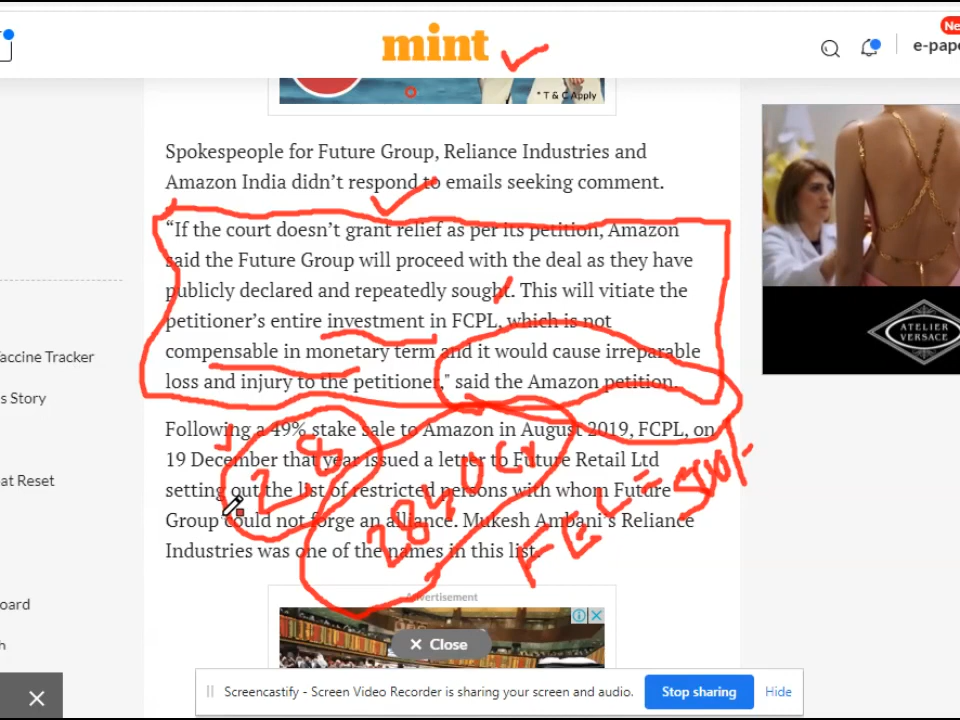 mint
New
e-pape
* T & C Apply
Spokespeople for Future Group, Reliance Industries and
Amazon India didn’t respond to emails seeking comment.
“If the court doesn’t grant relief as per its petition, Amazon
said the Future Group will proceed with the deal as they have
publicly declared and repeatedly sought. This will vitiate the
petitioner’s entire investment in FCPL, which is not
compensable in monetary term and it would cause irreparable
loss and injury to the petitioner," said the Amazon petition.
Following a 49% stake sale to Amazon in August 2019, FCPL, on
19 December that year issued a letter to Future Retail Ltd
setting out the list of restricted persons with whom Future
Group could not forge an alliance. Mukesh Ambani’s Reliance
Industries was one of the names in this list.
accine Tracker
s Story
at Reset
oard
h
ATELIER
VERSACE
Advertisement
× Close
Screencastify - Screen Video Recorder is sharing your screen and audio.
Stop sharing
Hide